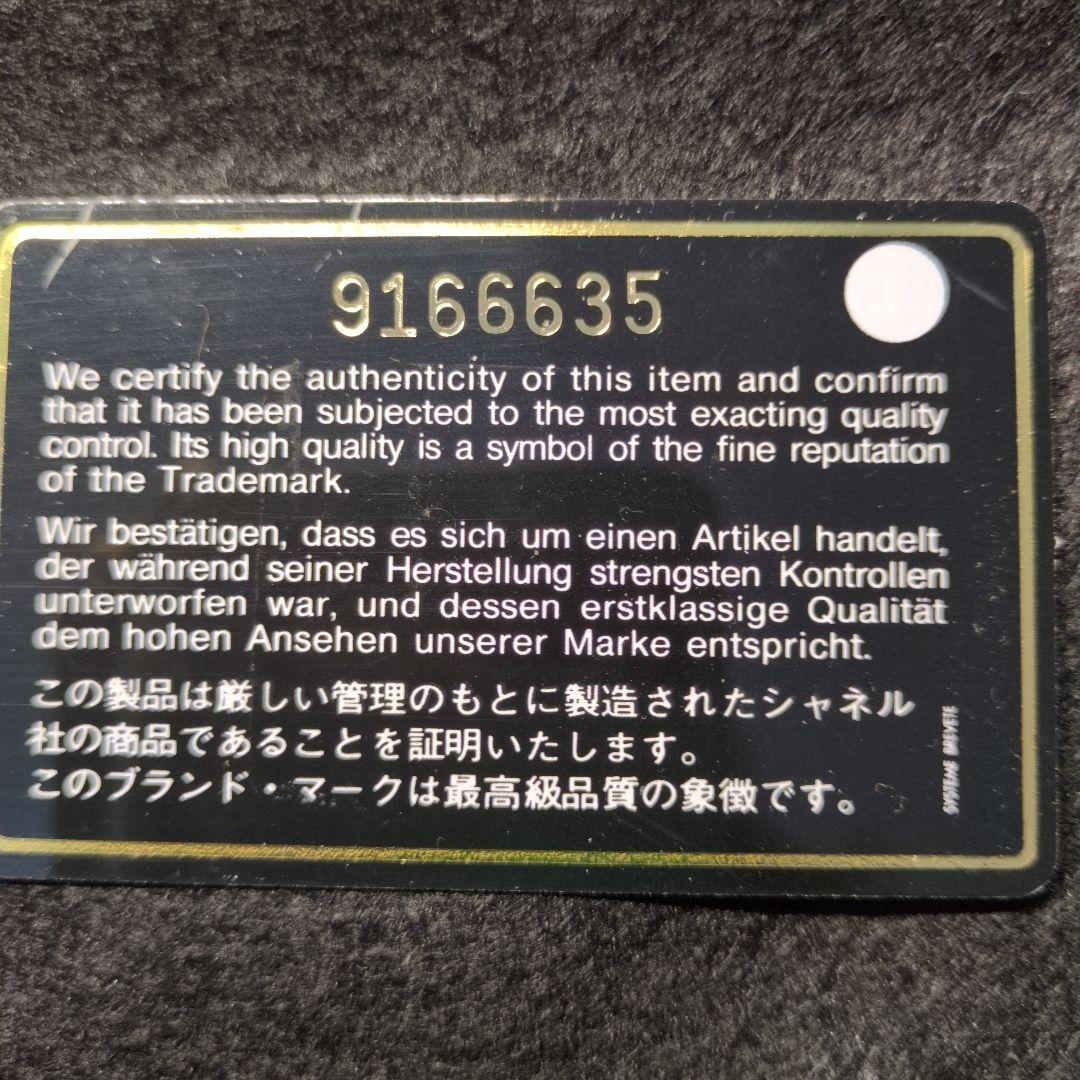 9166635
We certify the authenticity of this item and confirm
that it has been subjected to the most exacting quality
control. Its high quality is a symbol of the fine reputation
of the Trademark.
Wir bestätigen, dass es sich um einen Artikel handelt,
der während seiner Herstellung strengsten Kontrollen
unterworfen war, und dessen erstklassige Qualität
dem hohen Ansehen unserer Marke entspricht.
この製品は厳しい管理のもとに製造されたシャネル
社の商品であることを証明いたします。
このブランド・マークは最高級品質の象徴です。
SYSTEME BREVETE